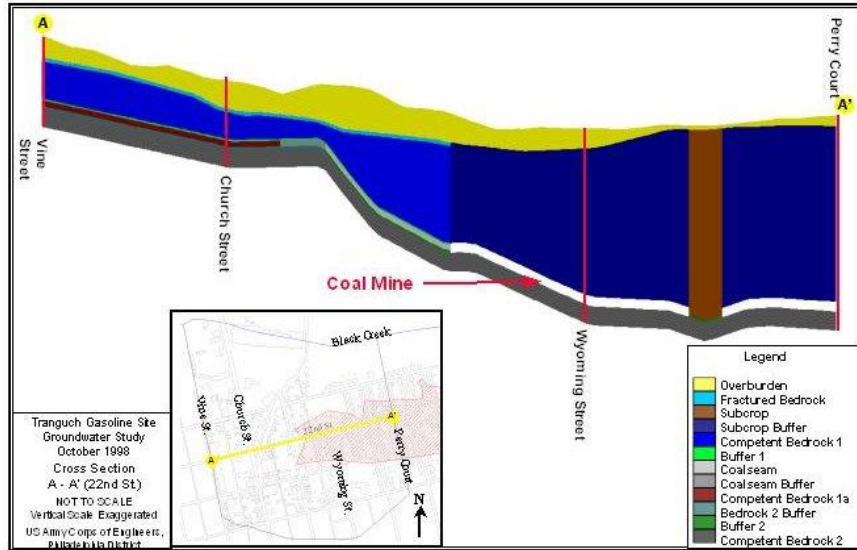 A
Perry Court
A'
Vine
Street
Church Street
Coal Mine
Wyoming Street
Black Creek
Vine St.
Church St.
22nd St.
A'
A
Wyoming St.
Perry Court
N
Tranguch Gasoline Site
Groundwater Study
October 1998
Cross Section
A - A' (22nd St.)
NOT TO SCALE
Vertical Scale Exaggerated
US Army Corps of Engineers,
Philadelphia District
Legend
Overburden
Fractured Bedrock
Subcrop
Subcrop Buffer
Competent Bedrock 1
Buffer 1
Coalseam
Coalseam Buffer
Competent Bedrock 1a
Bedrock 2 Buffer
Buffer 2
Competent Bedrock 2